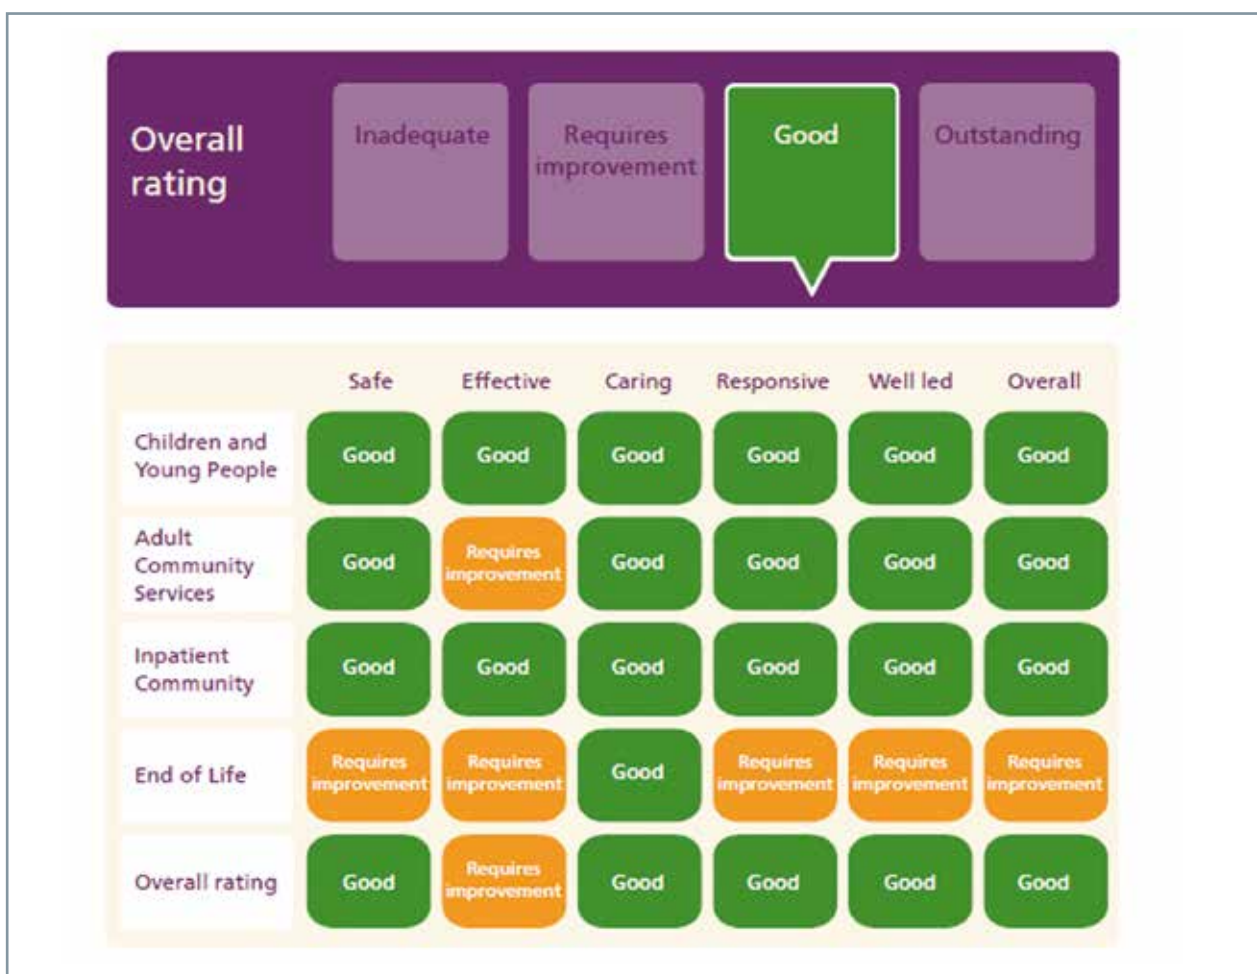 Overall
rating
Inadequate
Requires
improvement
Good
Outstanding
Safe Effective Caring Responsive Well led Overall
Children and
Young People
Good Good Good Good Good Good
Adult
Community
Services
Good
Requires
improvement
Good Good Good Good
Inpatient
Community
Good Good Good Good Good Good
End of Life
Requires
improvement
Requires
improvement
Good
Requires
improvement
Requires
improvement
Requires
improvement
Overall rating
Good
Requires
improvement
Good Good Good Good